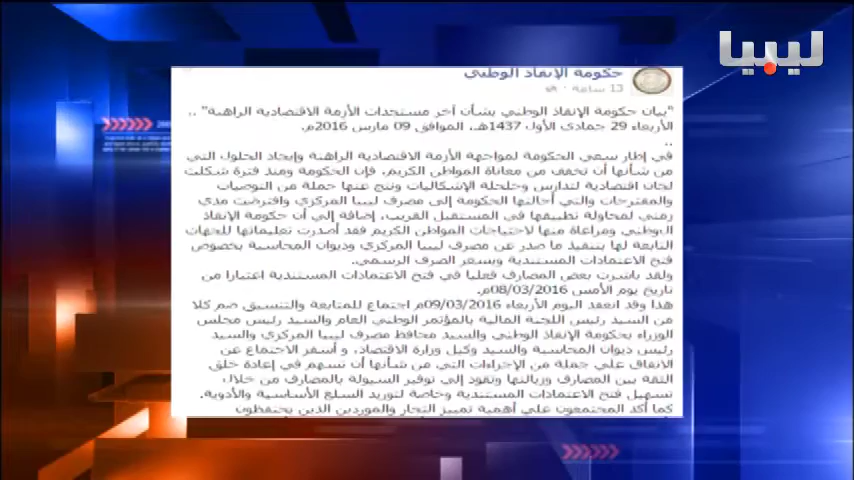 ليبيا
حكومة الإنقاذ الوطني
13 ساعة
"بيان حكومة الإنقاذ الوطني بشأن آخر مستجدات الأزمة الاقتصادية الراهنة" ..
الأربعاء 29 جمادى الأول 1437هـ، الموافق 09 مارس 2016م.
..
في إطار سعي الحكومة لمواجهة الأزمة الاقتصادية الراهنة وإيجاد الحلول التي
من شأنها أن تخفف من معاناة المواطن الكريم، فإن الحكومة ومنذ فترة شكلت
لجان اقتصادية لتدارس وحلحلة الإشكاليات ونتج عنها جملة من التوصيات
والمقترحات والتي أحالتها الحكومة إلى مصرف ليبيا المركزي وافترضت مدى
زمني لمحاولة تطبيقها في المستقبل القريب، إضافة إلى أن حكومة الإنقاذ
الوطني ومراعاة منها لاحتياجات المواطن الكريم فقد أصدرت تعليماتها للجهات
التابعة لها بتنفيذ ما صدر عن مصرف ليبيا المركزي وديوان المحاسبة بخصوص
فتح الاعتمادات المستندية وبسعر الصرف الرسمي.
ولقد باشرت بعض المصارف فعليا في فتح الاعتمادات المستندية اعتبارا من
تاريخ يوم الأمس 08/03/2016م.
هذا وقد انعقد اليوم الأربعاء 09/03/2016م اجتماع للمتابعة والتنسيق ضم كلا
من السيد رئيس اللجنة المالية بالمؤتمر الوطني العام والسيد رئيس مجلس
الوزراء بحكومة الإنقاذ الوطني والسيد محافظ مصرف ليبيا المركزي والسيد
رئيس ديوان المحاسبة والسيد وكيل وزارة الاقتصاد، و أسفر الاجتماع عن
الاتفاق على جملة من الإجراءات التي من شأنها أن تسهم في إعادة خلق
الثقة بين المصارف وزبائنها وتعود إلى توفير السيولة بالمصارف من خلال
تسهيل فتح الاعتمادات المستندية وخاصة لتوريد السلع الأساسية والأدوية.
كما أكد المجتمعون على أهمية تمييز التجار والموردين الذين يحتفظون